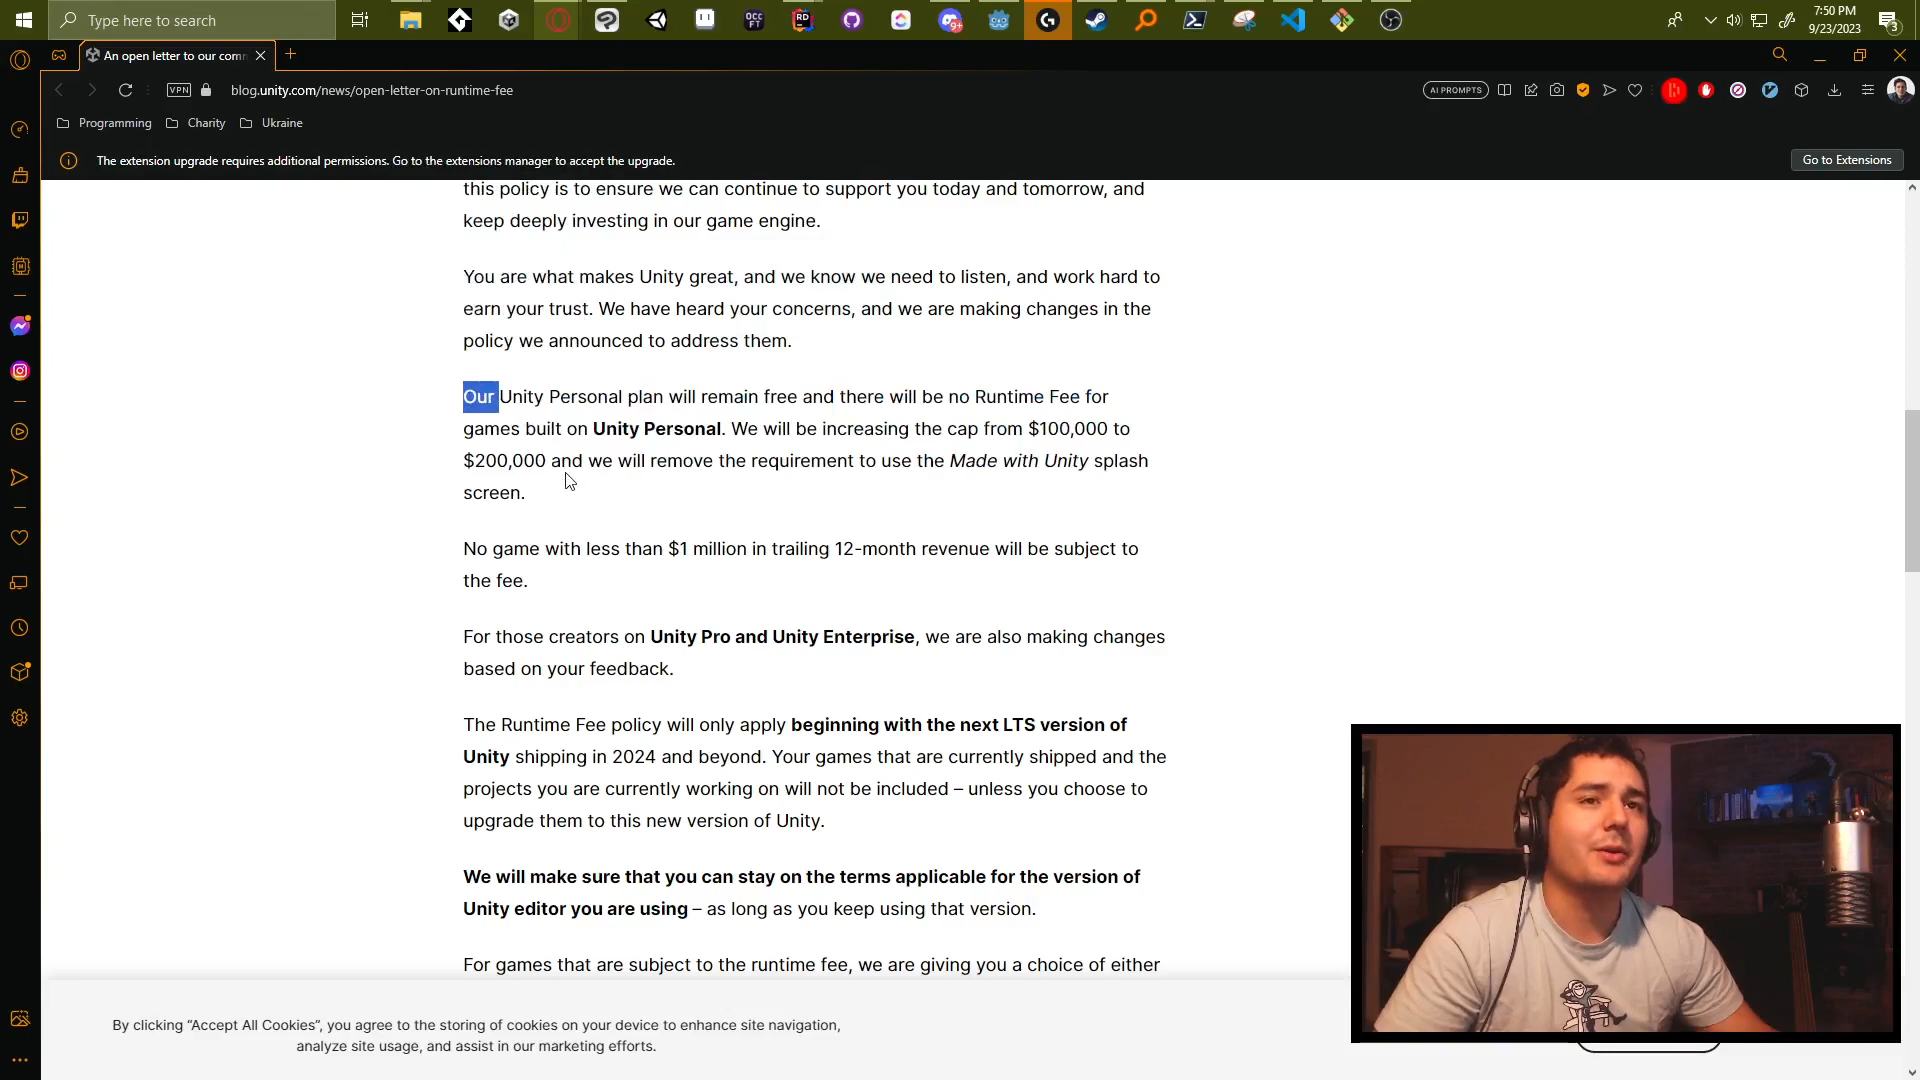 Type here to search
OCC
FT
RD
9+
7:50 PM
9/23/2023
3
An open letter to our com
VPN
blog.unity.com/news/open-letter-on-runtime-fee
AI PROMPTS
Programming
Charity
Ukraine
The extension upgrade requires additional permissions. Go to the extensions manager to accept the upgrade.
Go to Extensions
this policy is to ensure we can continue to support you today and tomorrow, and
keep deeply investing in our game engine.
You are what makes Unity great, and we know we need to listen, and work hard to
earn your trust. We have heard your concerns, and we are making changes in the
policy we announced to address them.
Our Unity Personal plan will remain free and there will be no Runtime Fee for
games built on Unity Personal. We will be increasing the cap from $100,000 to
$200,000 and we will remove the requirement to use the Made with Unity splash
screen.
No game with less than $1 million in trailing 12-month revenue will be subject to
the fee.
For those creators on Unity Pro and Unity Enterprise, we are also making changes
based on your feedback.
The Runtime Fee policy will only apply beginning with the next LTS version of
Unity shipping in 2024 and beyond. Your games that are currently shipped and the
projects you are currently working on will not be included – unless you choose to
upgrade them to this new version of Unity.
We will make sure that you can stay on the terms applicable for the version of
Unity editor you are using – as long as you keep using that version.
For games that are subject to the runtime fee, we are giving you a choice of either
By clicking “Accept All Cookies”, you agree to the storing of cookies on your device to enhance site navigation,
analyze site usage, and assist in our marketing efforts.